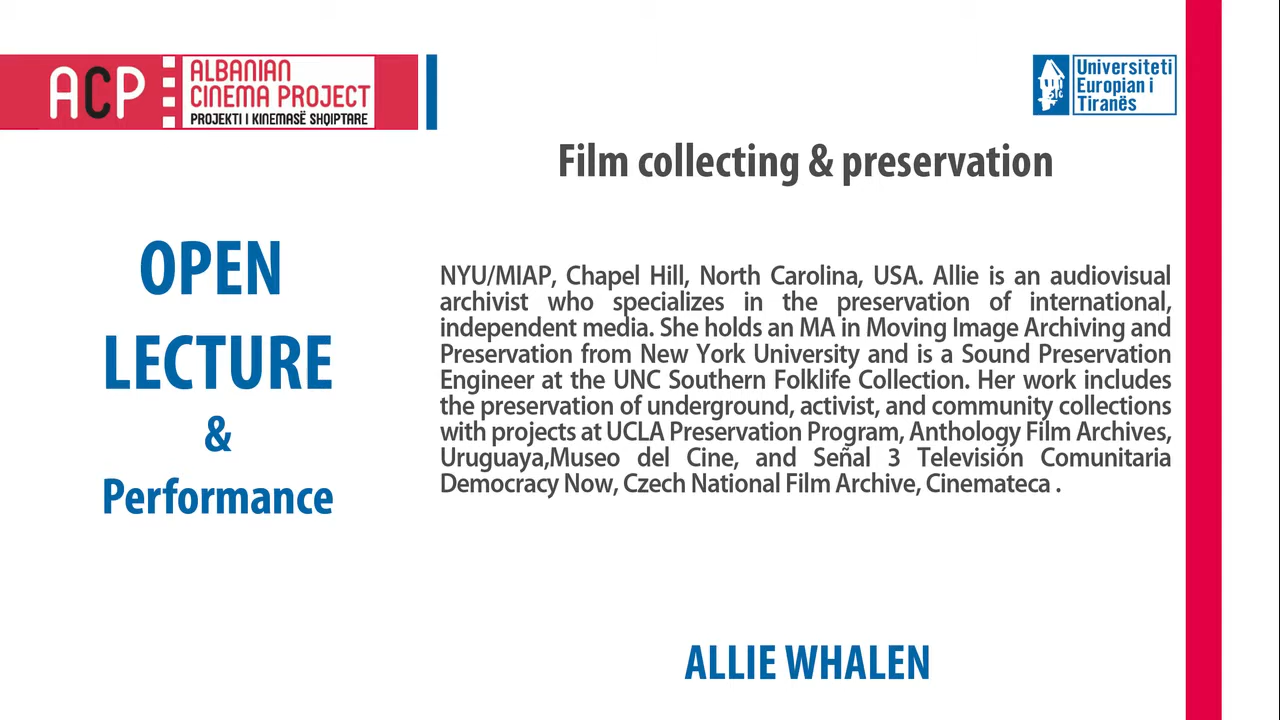 ACP
ALBANIAN
CINEMA PROJECT
PROJEKTI I KINEMASË SHQIPTARE
Universiteti
Europian i
Tiranës
Film collecting & preservation
OPEN
LECTURE
&
Performance
NYU/MIAP, Chapel Hill, North Carolina, USA. Allie is an audiovisual
archivist who specializes in the preservation of international,
independent media. She holds an MA in Moving Image Archiving and
Preservation from New York University and is a Sound Preservation
Engineer at the UNC Southern Folklife Collection. Her work includes
the preservation of underground, activist, and community collections
with projects at UCLA Preservation Program, Anthology Film Archives,
Uruguaya,Museo del Cine, and Señal 3 Televisión Comunitaria
Democracy Now, Czech National Film Archive, Cinemateca .
ALLIE WHALEN